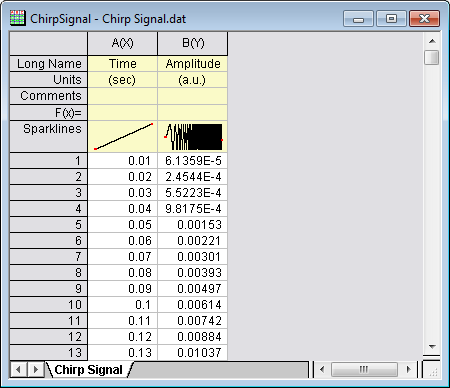 ChirpSignal - Chirp Signal.dat
A(X) B(Y)
Long Name Time Amplitude
Units (sec) (a.u.)
Comments
F(x)=
Sparklines
1 0.01 6.1359E-5
2 0.02 2.4544E-4
3 0.03 5.5223E-4
4 0.04 9.8175E-4
5 0.05 0.00153
6 0.06 0.00221
7 0.07 0.00301
8 0.08 0.00393
9 0.09 0.00497
10 0.1 0.00614
11 0.11 0.00742
12 0.12 0.00884
13 0.13 0.01037
Chirp Signal